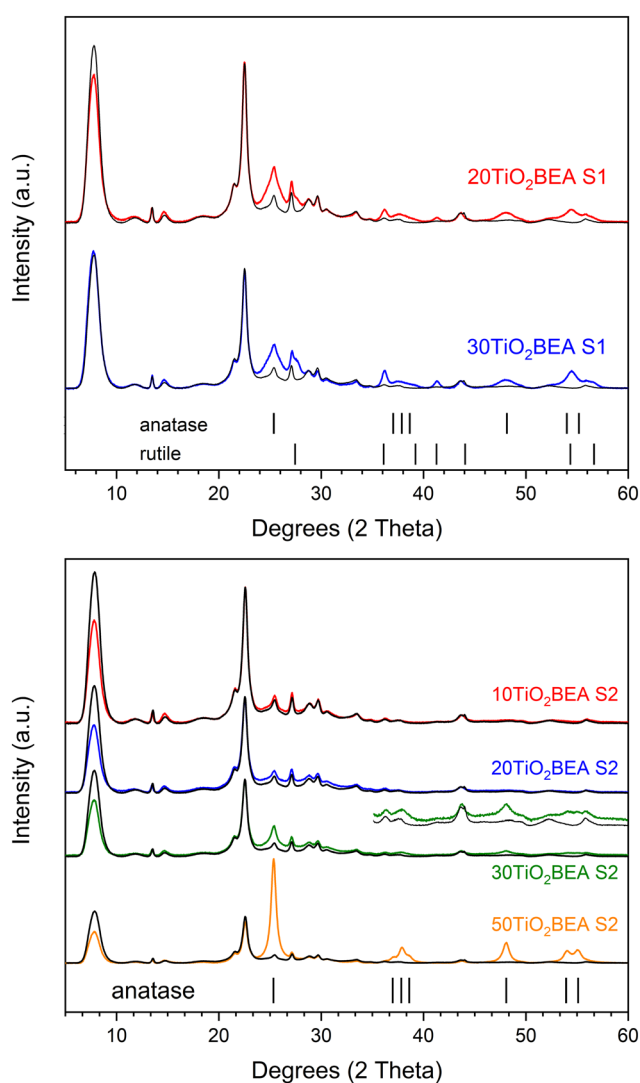 Intensity (a.u.)
20TiO₂BEA S1
30TiO₂BEA S1
anatase
rutile
10 20 30 40 50 60
Degrees (2 Theta)
Intensity (a.u.)
10TiO₂BEA S2
20TiO₂BEA S2
30TiO₂BEA S2
50TiO₂BEA S2
anatase
10 20 30 40 50 60
Degrees (2 Theta)